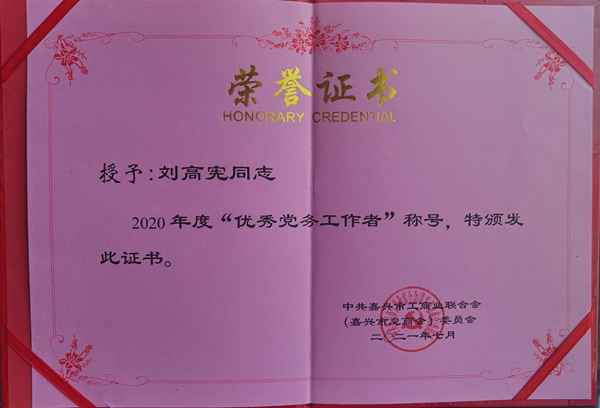 荣誉证书
HONORARY CREDENTIAL
授予:刘高宪同志
2020年度“优秀党务工作者”称号，特颁发
此证书。
中共嘉兴市工商业联合会
（嘉兴市总商会）委员会
二〇二一年七月